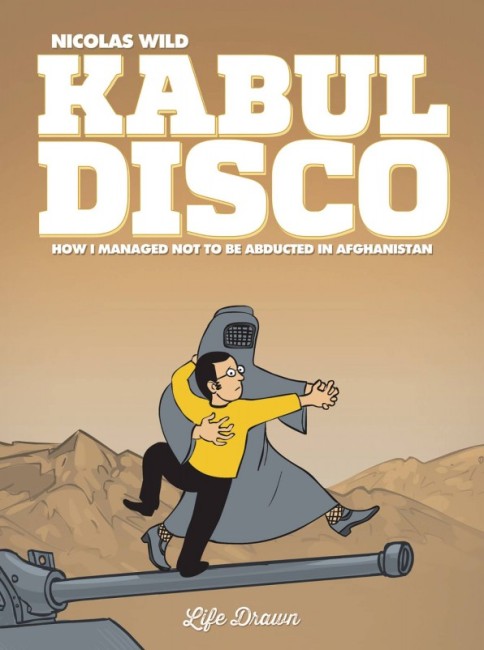 NICOLAS WILD
KABUL
DISCO
HOW I MANAGED NOT TO BE ABDUCTED IN AFGHANISTAN
Life Drawn